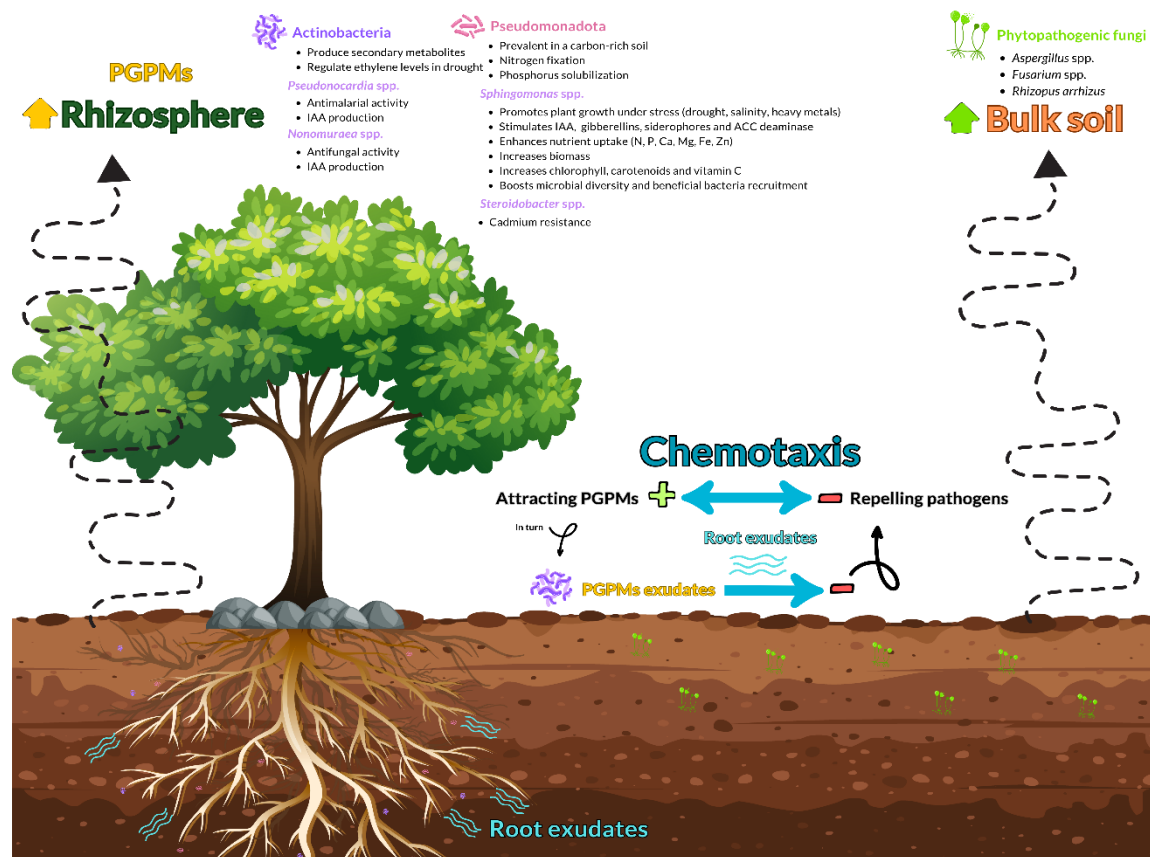 PGPMs
Rhizosphere
Actinobacteria
• Produce secondary metabolites
• Regulate ethylene levels in drought
Pseudonocardia spp.
• Antimalarial activity
• IAA production
Nonomuraea spp.
• Antifungal activity
• IAA production
Pseudomonadota
• Prevalent in a carbon-rich soil
• Nitrogen fixation
• Phosphorus solubilization
Sphingomonas spp.
• Promotes plant growth under stress (drought, salinity, heavy metals)
• Stimulates IAA, gibberellins, siderophores and ACC deaminase
• Enhances nutrient uptake (N, P, Ca, Mg, Fe, Zn)
• Increases biomass
• Increases chlorophyll, carotenoids and vitamin C
• Boosts microbial diversity and beneficial bacteria recruitment
Steroidobacter spp.
• Cadmium resistance
Phytopathogenic fungi
• Aspergillus spp.
• Fusarium spp.
• Rhizopus arrhizus
Bulk soil
Chemotaxis
Attracting PGPMs
Repelling pathogens
In turn
Root exudates
PGPMs exudates
Root exudates